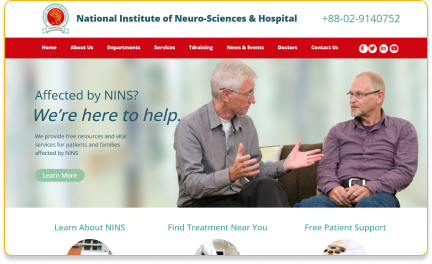 National Institute of Neuro-Sciences & Hospital
+88-02-9140752
Home About Us Departments Services Tdraining News & Events Doctors Contact Us
Affected by NINS?
We're here to help.
We provide free resources and vital
services for patients and families
affected by NINS
Learn More
Learn About NINS Find Treatment Near You Free Patient Support